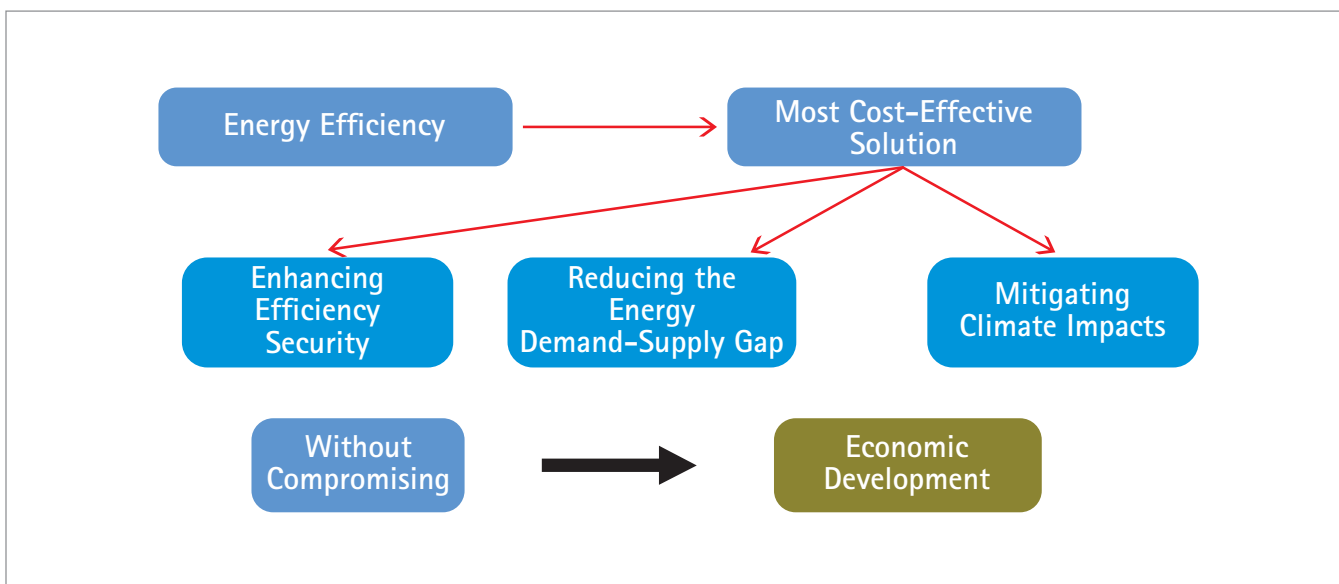 Energy Efficiency
Most Cost-Effective
Solution
Enhancing
Efficiency
Security
Reducing the
Energy
Demand-Supply Gap
Mitigating
Climate Impacts
Without
Compromising
Economic
Development